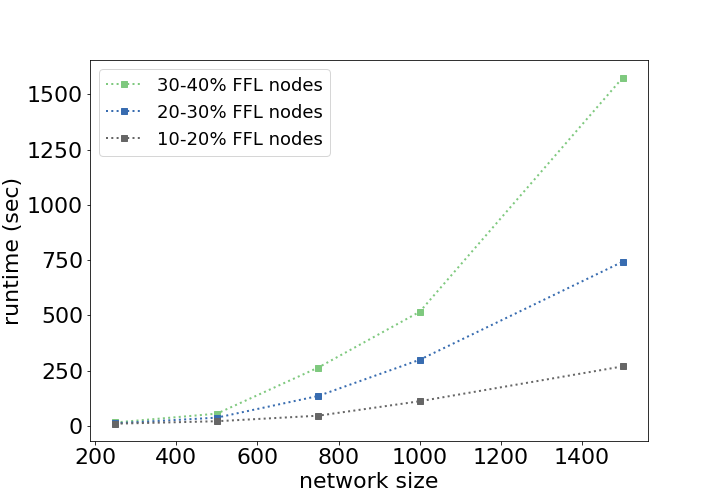 30-40% FFL nodes
20-30% FFL nodes
10-20% FFL nodes
runtime (sec)
1500
1250
1000
750
500
250
0
200 400 600 800 1000 1200 1400
network size